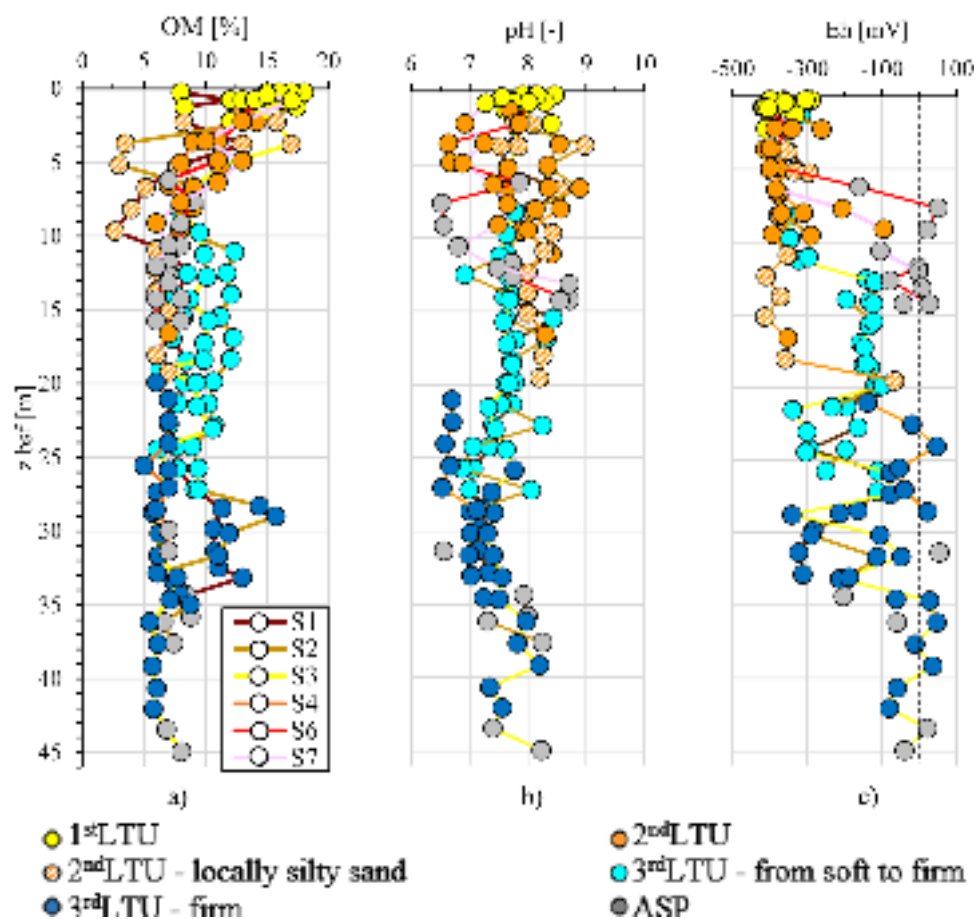 OM [%]
pH [-]
Eh [mV]
0 5 10 15 20
6 7 8 9 10
-500 -300 -100 100
0
5
10
15
20
25
30
35
40
45
z bsf [m]
S1
S2
S3
S4
S6
S7
a) b) c)
1stLTU
2ndLTU
2ndLTU - locally silty sand
3rdLTU - from soft to firm
3rdLTU - firm
ASP